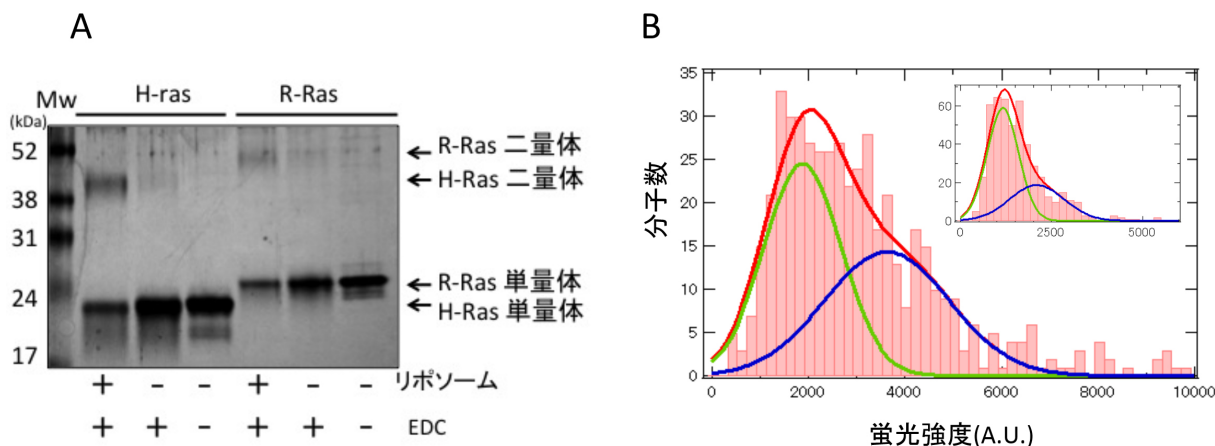 A
H-ras R-Ras
Mw
(kDa)
52
38
31
24
17
R-Ras 二量体
H-Ras 二量体
R-Ras 単量体
H-Ras 単量体
+ - - + - - リポソーム
+ + - + + - EDC
B
分子数
35
30
25
20
15
10
5
0
0 2000 4000 6000 8000 10000
蛍光強度(A.U.)
60
40
20
0
0 2500 5000